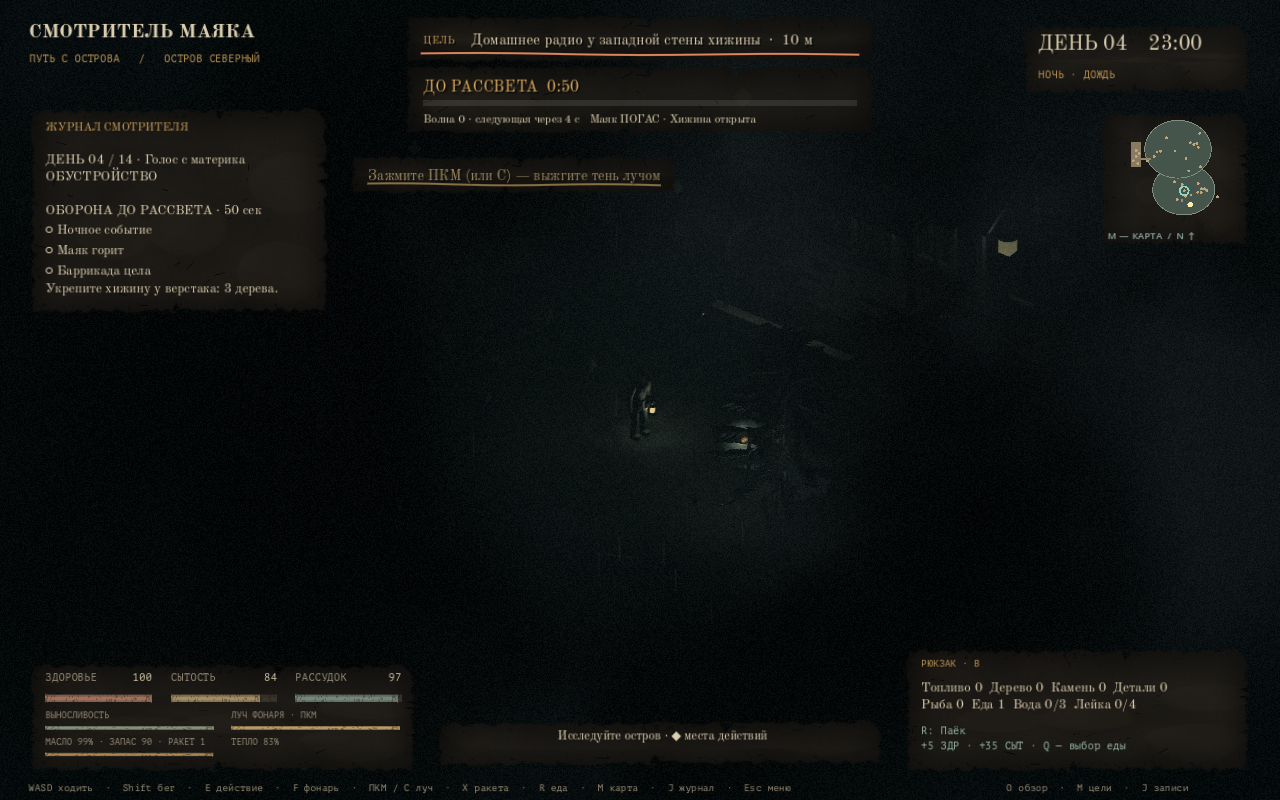 СМОТРИТЕЛЬ МАЯКА
ПУТЬ С ОСТРОВА / ОСТРОВ СЕВЕРНЫЙ
ЦЕЛЬ Домашнее радио у западной стены хижины · 10 м
ДО РАССВЕТА 0:50
Волна 0 · следующая через 4 с Маяк ПОГАС · Хижина открыта
ДЕНЬ 04 23:00
НОЧЬ · ДОЖДЬ
ЖУРНАЛ СМОТРИТЕЛЯ
ДЕНЬ 04 / 14 · Голос с материка
ОБУСТРОЙСТВО
ОБОРОНА ДО РАССВЕТА · 50 сек
Ночное событие
Маяк горит
Баррикада цела
Укрепите хижину у верстака: 3 дерева.
Зажмите ПКМ (или C) — выжгите тень лучом
M — КАРТА / N ↑
ЗДОРОВЬЕ 100 СЫТОСТЬ 84 РАССУДОК 97
ВЫНОСЛИВОСТЬ ЛУЧ ФОНАРЯ · ПКМ
МАСЛО 99% · ЗАПАС 90 · РАКЕТ 1 ТЕПЛО 83%
Исследуйте остров · ◆ места действий
РЮКЗАК · B
Топливо 0 Дерево 0 Камень 0 Детали 0
Рыба 0 Еда 1 Вода 0/3 Лейка 0/4
R: Паёк
+5 ЗДР · +35 СЫТ · Q — выбор еды
WASD ходить · Shift бег · E действие · F фонарь · ПКМ / C луч · X ракета · R еда · M карта · J журнал · Esc меню
O обзор · M цели · J записи